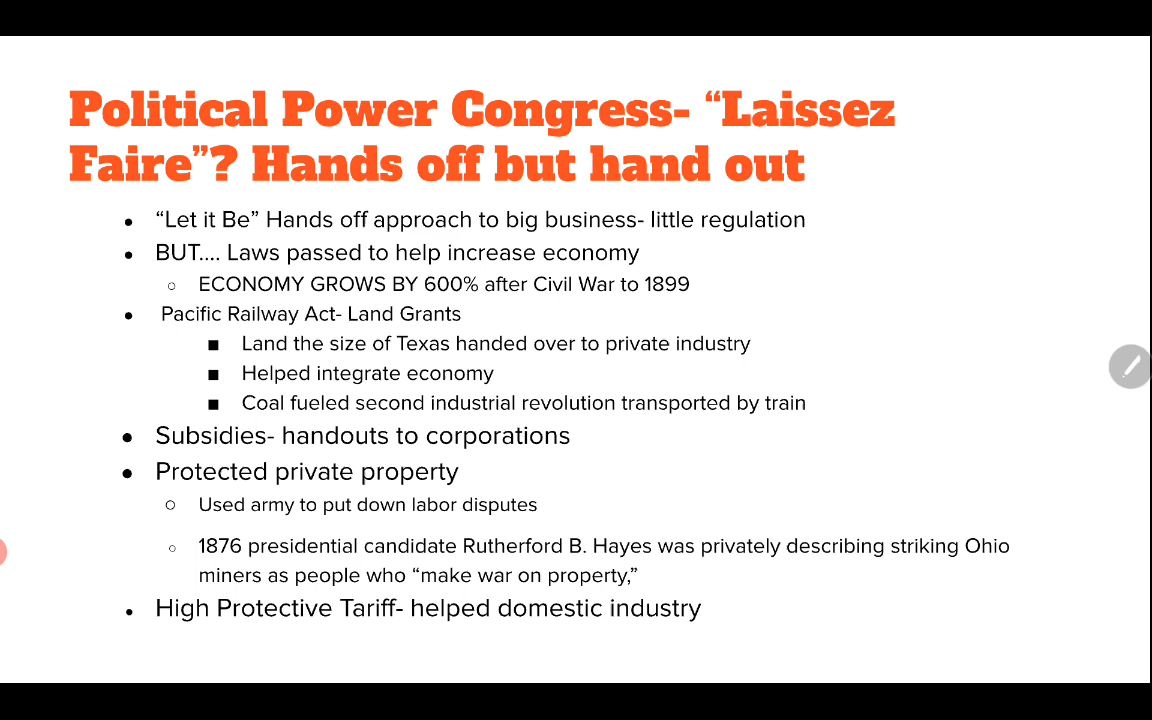 Political Power Congress- “Laissez
Faire”? Hands off but hand out
● “Let it Be” Hands off approach to big business- little regulation
● BUT.... Laws passed to help increase economy
○ ECONOMY GROWS BY 600% after Civil War to 1899
● Pacific Railway Act- Land Grants
■ Land the size of Texas handed over to private industry
■ Helped integrate economy
■ Coal fueled second industrial revolution transported by train
● Subsidies- handouts to corporations
● Protected private property
○ Used army to put down labor disputes
○ 1876 presidential candidate Rutherford B. Hayes was privately describing striking Ohio
miners as people who “make war on property,”
● High Protective Tariff- helped domestic industry